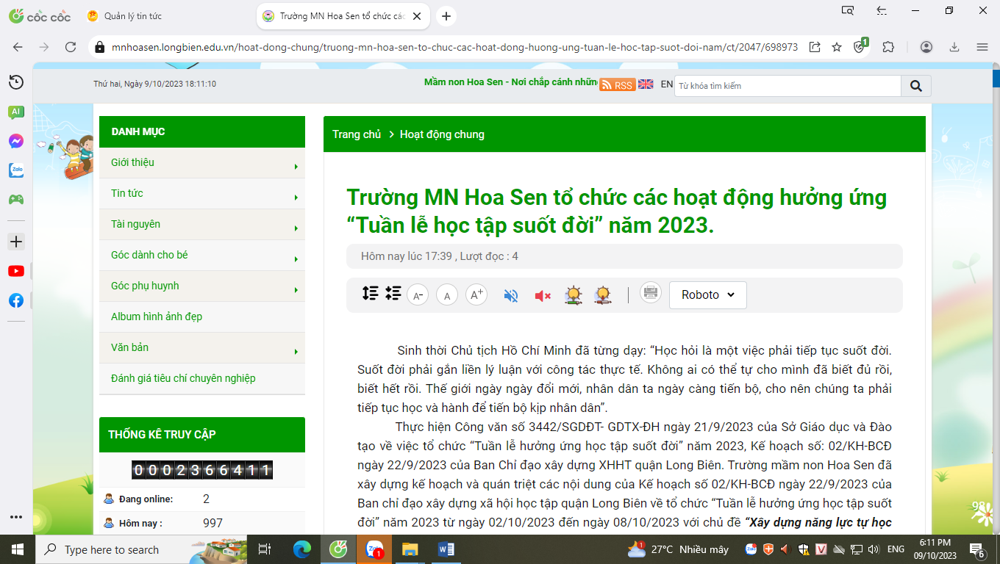 cốc cốc
Quản lý tin tức
Trường MN Hoa Sen tổ chức các
mnhoasen.longbien.edu.vn/hoat-dong-chung/truong-mn-hoa-sen-to-chuc-cac-hoat-dong-huong-ung-tuan-le-hoc-tap-suot-doi-nam/ct/2047/698973
1
AI
Zalo
Thứ hai, Ngày 9/10/2023 18:11:10
Mầm non Hoa Sen - Nơi chắp cánh những
RSS
EN
Từ khóa tìm kiếm
DANH MỤC
Giới thiệu
Tin tức
Tài nguyên
Góc dành cho bé
Góc phụ huynh
Album hình ảnh đẹp
Văn bản
Đánh giá tiêu chí chuyên nghiệp
THỐNG KÊ TRUY CẬP
0002366411
Đang online: 2
Hôm nay : 997
Trang chủ > Hoạt động chung
Trường MN Hoa Sen tổ chức các hoạt động hưởng ứng
“Tuần lễ học tập suốt đời” năm 2023.
Hôm nay lúc 17:39 , Lượt đọc : 4
A- A A+
Roboto
Sinh thời Chủ tịch Hồ Chí Minh đã từng dạy: “Học hỏi là một việc phải tiếp tục suốt đời.
Suốt đời phải gắn liền lý luận với công tác thực tế. Không ai có thể tự cho mình đã biết đủ rồi,
biết hết rồi. Thế giới ngày ngày đổi mới, nhân dân ta ngày càng tiến bộ, cho nên chúng ta phải
tiếp tục học và hành để tiến bộ kịp nhân dân”.
Thực hiện Công văn số 3442/SGDĐT- GDTX-ĐH ngày 21/9/2023 của Sở Giáo dục và Đào
tạo về việc tổ chức “Tuần lễ hưởng ứng học tập suốt đời” năm 2023, Kế hoạch số: 02/KH-BCĐ
ngày 22/9/2023 của Ban Chỉ đạo xây dựng XHHT quận Long Biên. Trường mầm non Hoa Sen đã
xây dựng kế hoạch và quán triệt các nội dung của Kế hoạch số 02/KH-BCĐ ngày 22/9/2023 của
Ban chỉ đạo xây dựng xã hội học tập quận Long Biên về tổ chức “Tuần lễ hưởng ứng học tập suốt
đời” năm 2023 từ ngày 02/10/2023 đến ngày 08/10/2023 với chủ đề “Xây dựng năng lực tự học
98
Type here to search
1
27°C Nhiều mây
ENG
6:11 PM
09/10/2023
6